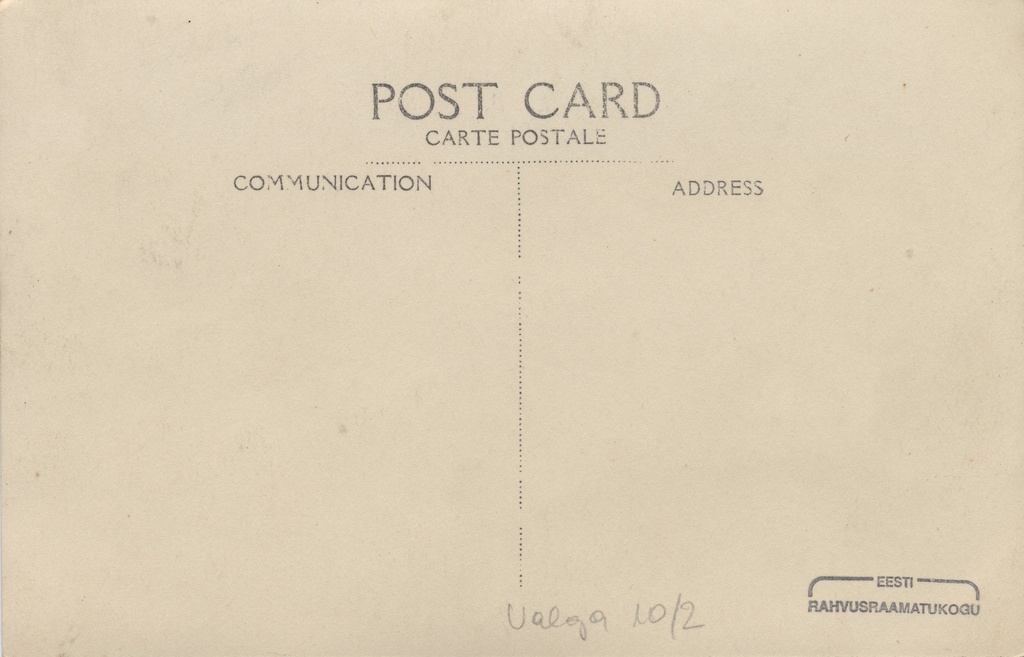 POST CARD
CARTE POSTALE
COMMUNICATION
ADDRESS
Valga 10/2
EESTI
RAHVUSRAAMATUKOGU